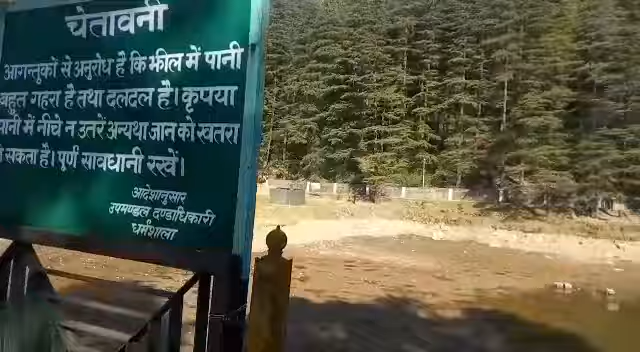 चेतावनी
आगन्तुकों से अनुरोध है कि झील में पानी
बहुत गहरा है तथा दलदल है। कृपया
पानी में नीचे न उतरें अन्यथा जान को खतरा
हो सकता है। पूर्ण सावधानी रखें।
आदेशानुसार
उपमण्डल दण्डाधिकारी
धर्मशाला